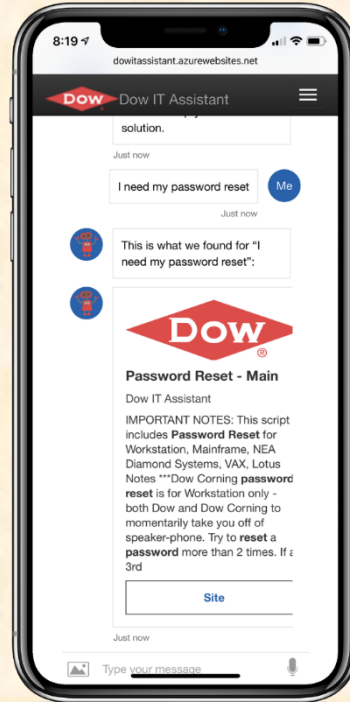 8:19
dowitassistant.azurewebsites.net
Dow Dow IT Assistant
solution.
Just now
I need my password reset
Me
Just now
This is what we found for “I
need my password reset”:
Dow
®
Password Reset - Main
Dow IT Assistant
IMPORTANT NOTES: This script
includes Password Reset for
Workstation, Mainframe, NEA
Diamond Systems, VAX, Lotus
Notes ***Dow Corning password
reset is for Workstation only -
both Dow and Dow Corning to
momentarily take you off of
speaker-phone. Try to reset a
password more than 2 times. If a
3rd
Site
Just now
Type your message